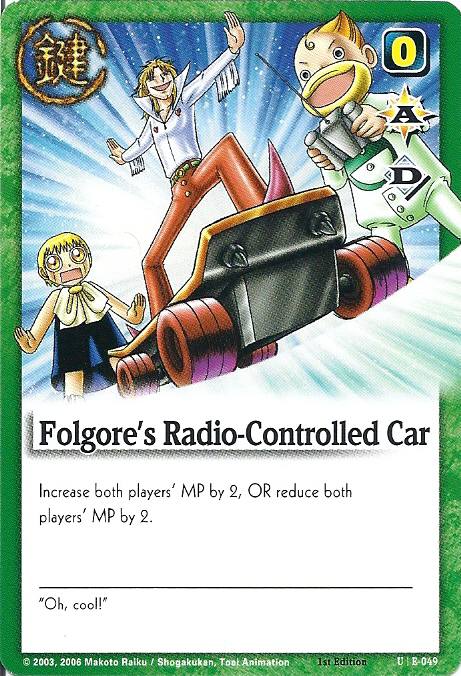 鍵
0
A
D
Folgore's Radio-Controlled Car
Increase both players' MP by 2, OR reduce both
players' MP by 2.
"Oh, cool!"
© 2003, 2006 Makoto Raiku / Shogakukan, Toei Animation 1st Edition U | E-049